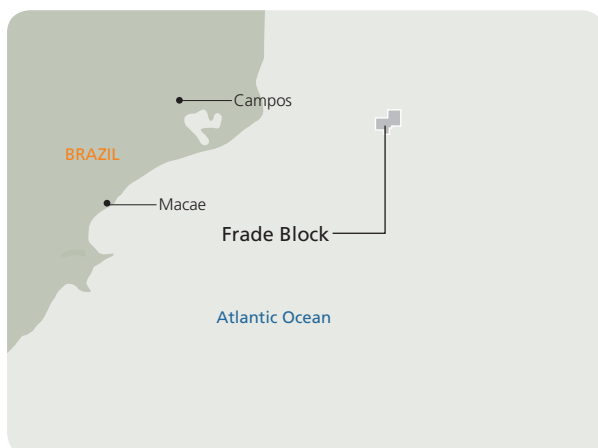 Campos
BRAZIL
Macae
Frade Block
Atlantic Ocean